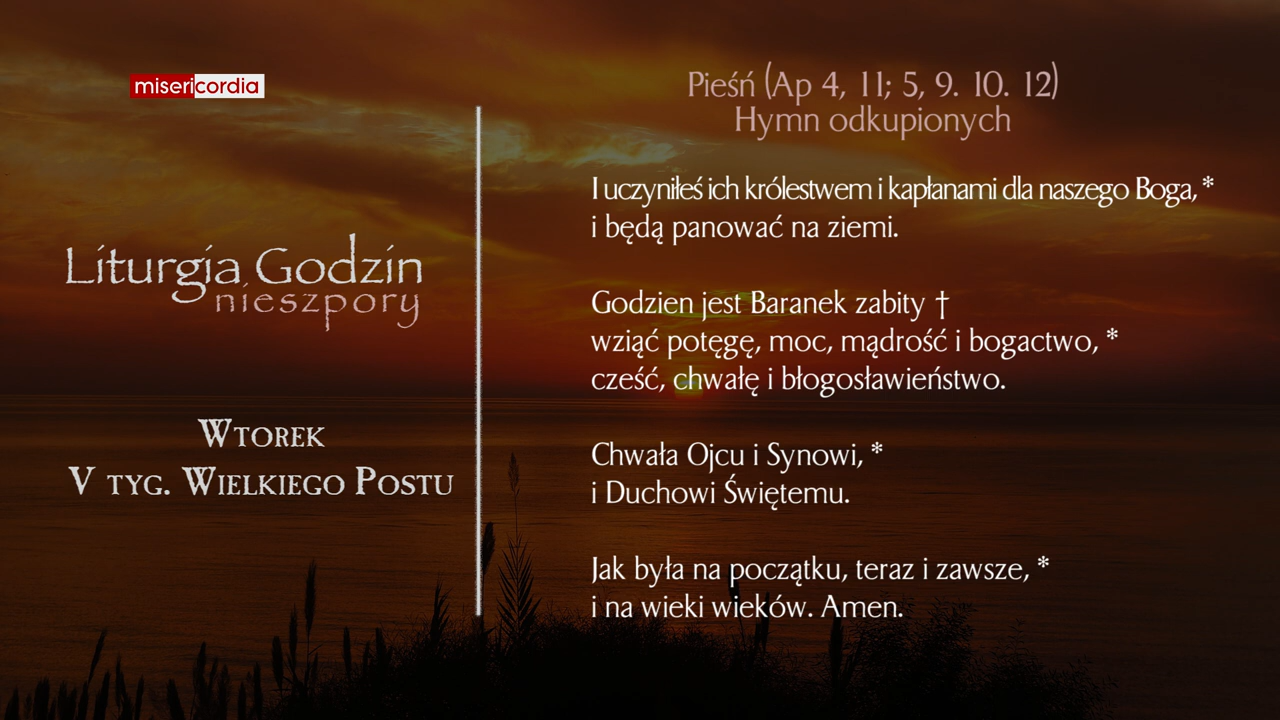 misericordia
Liturgia Godzin
nieszpory
Wtorek
V tyg. Wielkiego Postu
Pieśń (Ap 4, 11; 5, 9. 10. 12)
Hymn odkupionych
I uczyniłeś ich królestwem i kapłanami dla naszego Boga, *
i będą panować na ziemi.
Godzien jest Baranek zabity †
wziąć potęgę, moc, mądrość i bogactwo, *
cześć, chwałę i błogosławieństwo.
Chwała Ojcu i Synowi, *
i Duchowi Świętemu.
Jak była na początku, teraz i zawsze, *
i na wieki wieków. Amen.